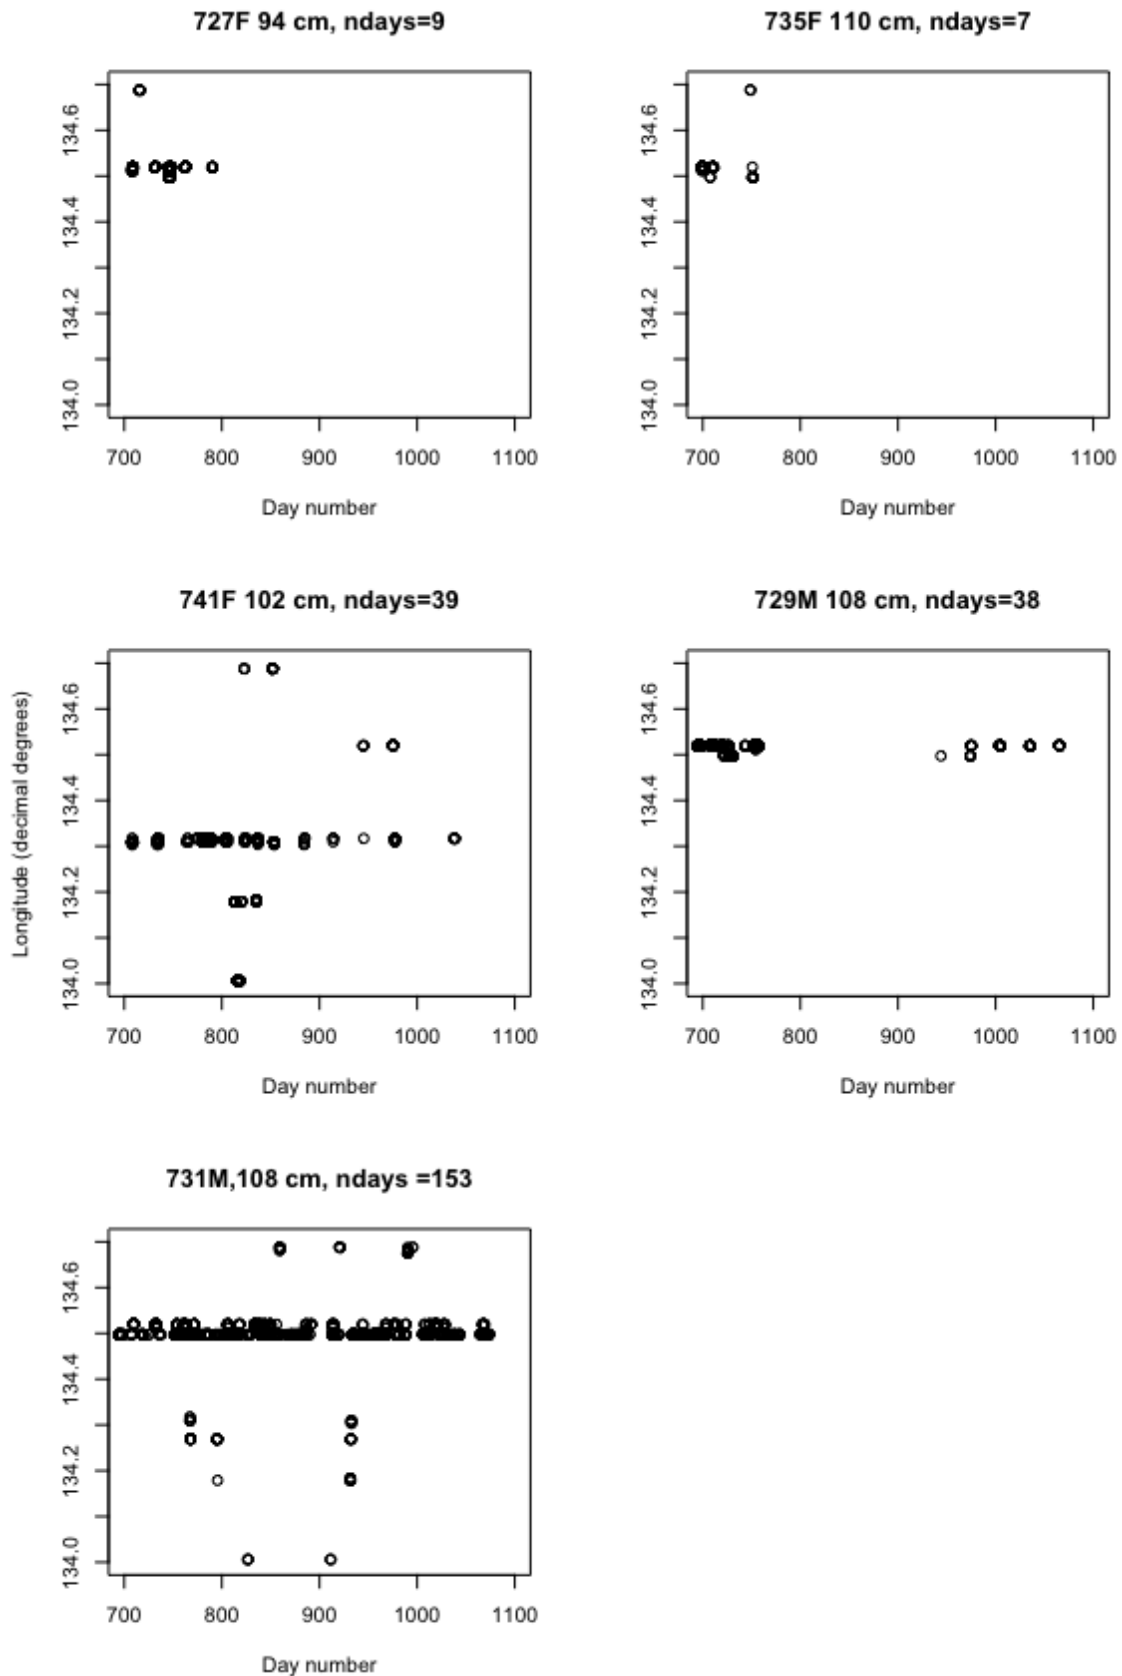 727F 94 cm, ndays=9
134.6
134.4
134.2
134.0
700 800 900 1000 1100
Day number
735F 110 cm, ndays=7
134.6
134.4
134.2
134.0
700 800 900 1000 1100
Day number
Longitude (decimal degrees)
741F 102 cm, ndays=39
134.6
134.4
134.2
134.0
700 800 900 1000 1100
Day number
729M 108 cm, ndays=38
134.6
134.4
134.2
134.0
700 800 900 1000 1100
Day number
731M,108 cm, ndays =153
134.6
134.4
134.2
134.0
700 800 900 1000 1100
Day number